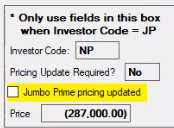 * Only use fields in this box
when Investor Code = JP
Investor Code: NP
Pricing Update Required? No
Jumbo Prime pricing updated
Price (287,000.00)